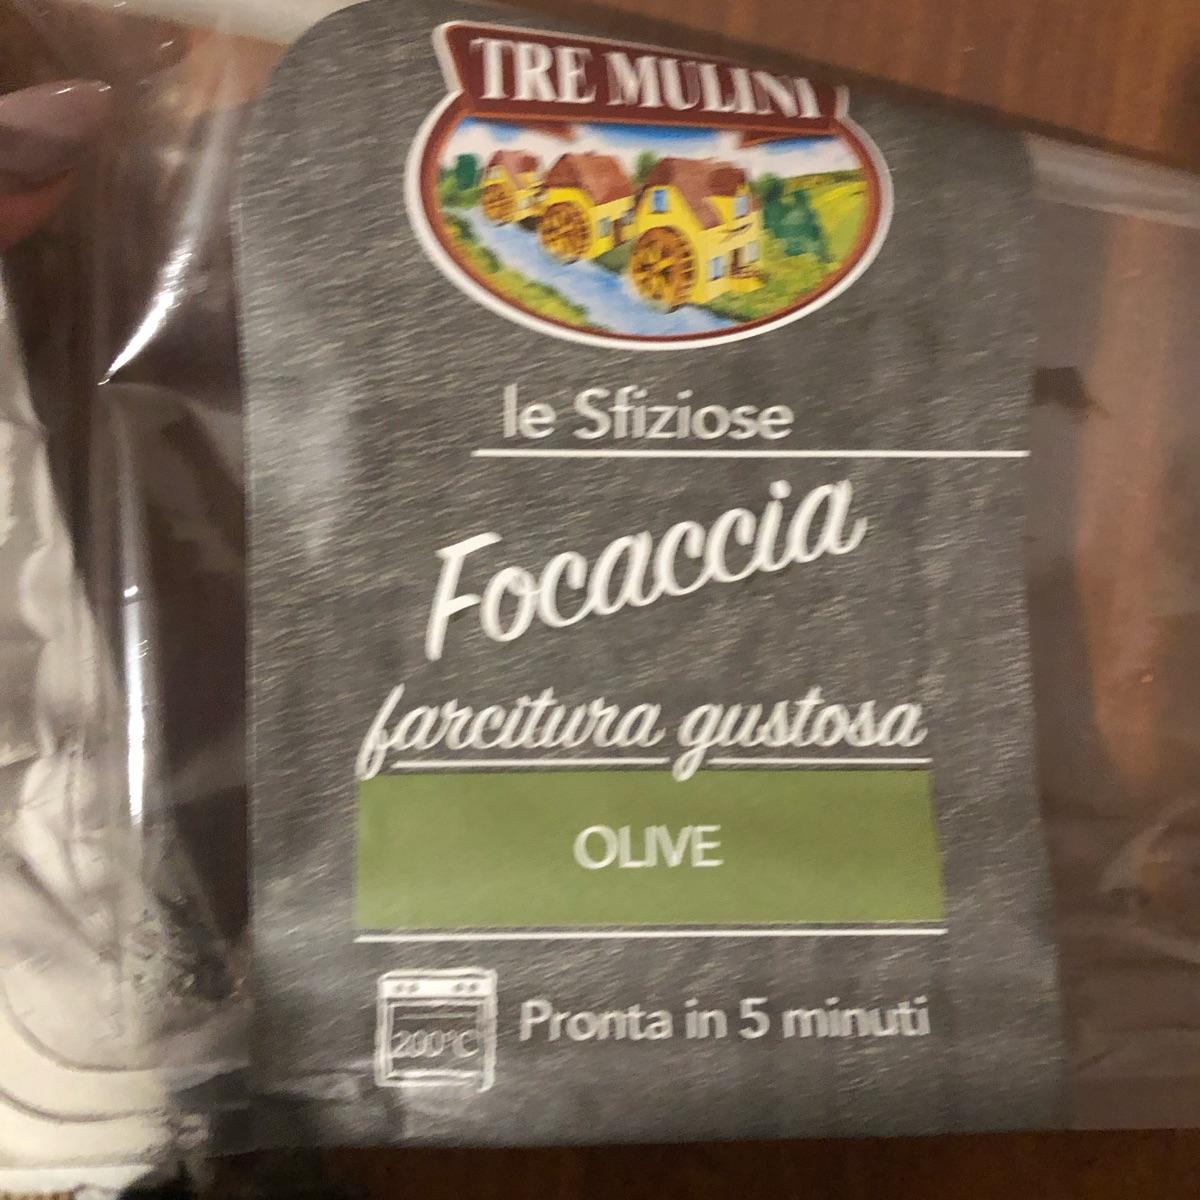 TRE MULINI
le Sfiziose
Focaccia
farcitura gustosa
OLIVE
200°C
Pronta in 5 minuti